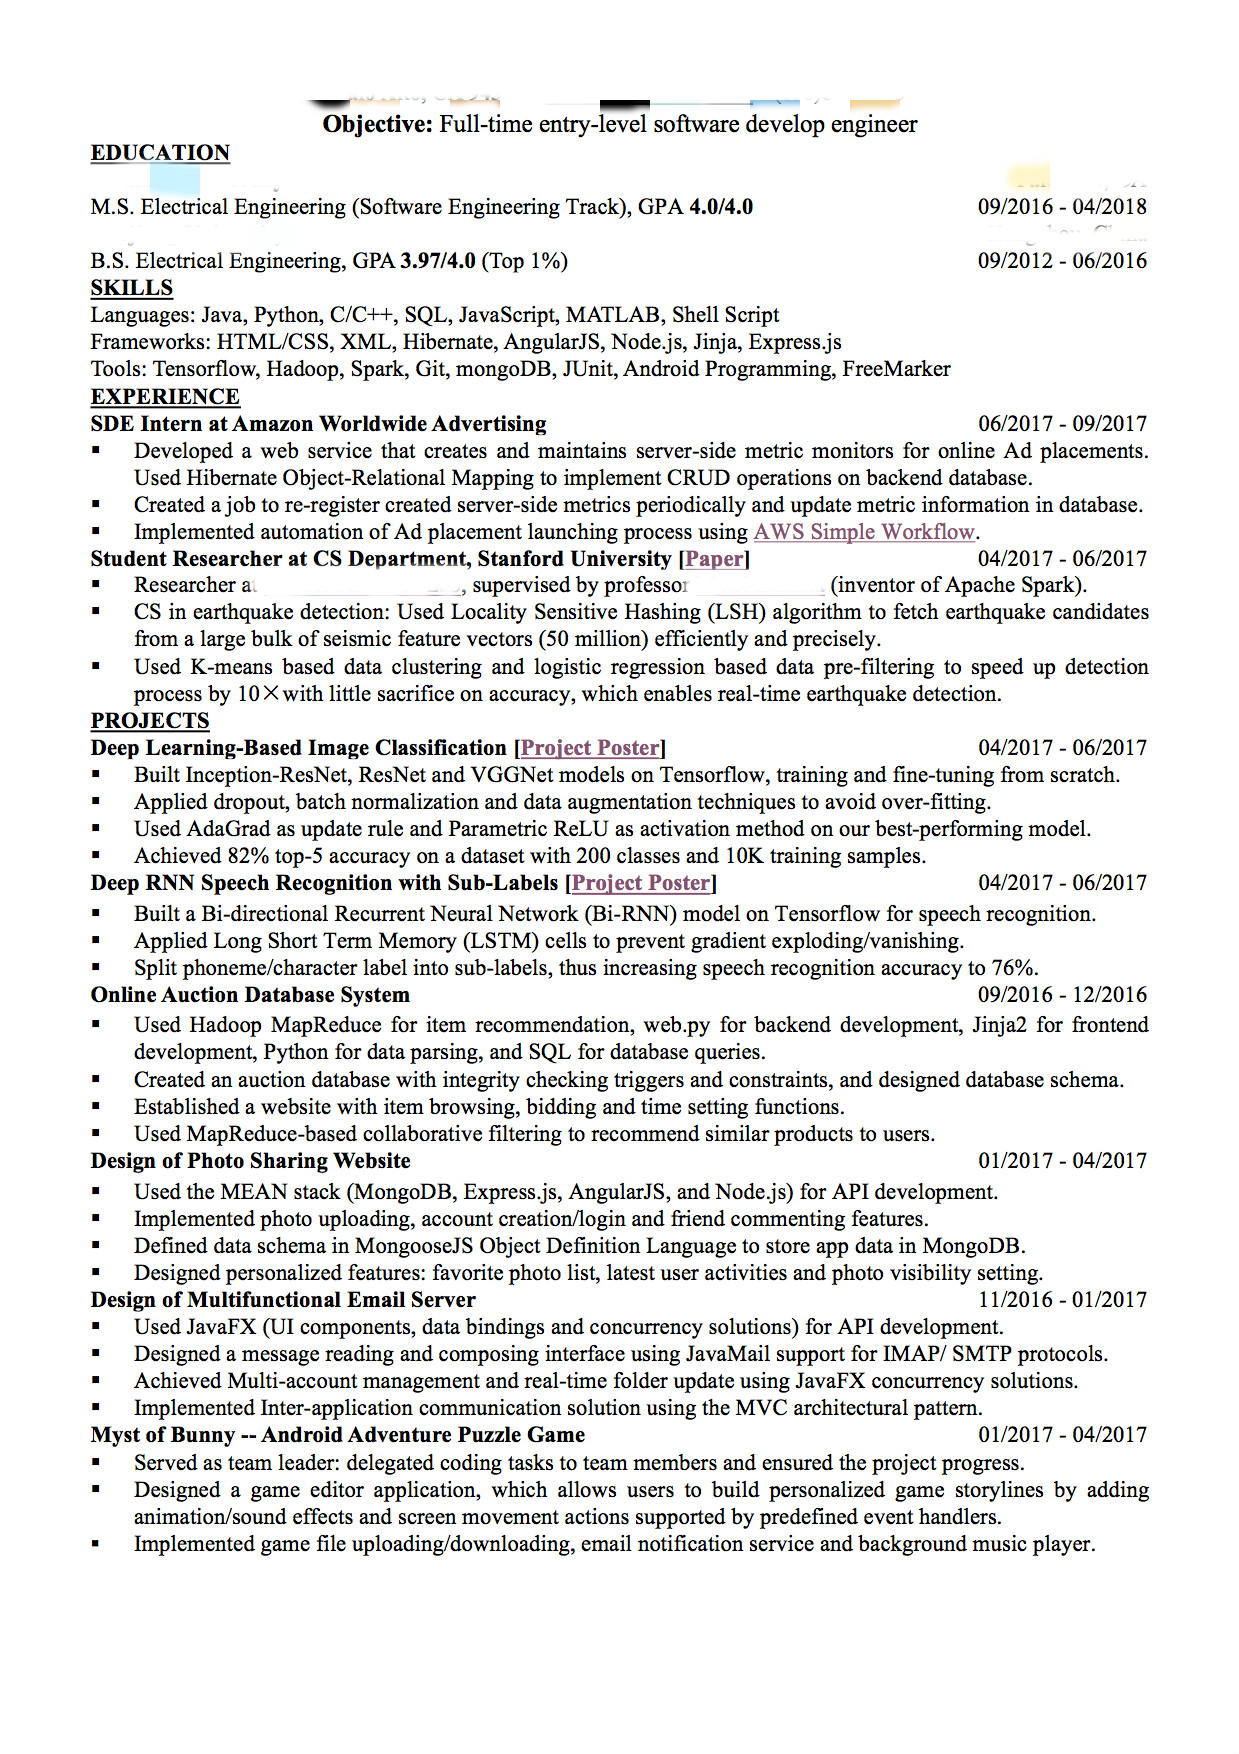 Objective: Full-time entry-level software develop engineer
EDUCATION
M.S. Electrical Engineering (Software Engineering Track), GPA 4.0/4.0 09/2016 - 04/2018
B.S. Electrical Engineering, GPA 3.97/4.0 (Top 1%) 09/2012 - 06/2016
SKILLS
Languages: Java, Python, C/C++, SQL, JavaScript, MATLAB, Shell Script
Frameworks: HTML/CSS, XML, Hibernate, AngularJS, Node.js, Jinja, Express.js
Tools: Tensorflow, Hadoop, Spark, Git, mongoDB, JUnit, Android Programming, FreeMarker
EXPERIENCE
SDE Intern at Amazon Worldwide Advertising 06/2017 - 09/2017
▪ Developed a web service that creates and maintains server-side metric monitors for online Ad placements.
Used Hibernate Object-Relational Mapping to implement CRUD operations on backend database.
▪ Created a job to re-register created server-side metrics periodically and update metric information in database.
▪ Implemented automation of Ad placement launching process using AWS Simple Workflow.
Student Researcher at CS Department, Stanford University [Paper] 04/2017 - 06/2017
▪ Researcher at , supervised by professor (inventor of Apache Spark).
▪ CS in earthquake detection: Used Locality Sensitive Hashing (LSH) algorithm to fetch earthquake candidates
from a large bulk of seismic feature vectors (50 million) efficiently and precisely.
▪ Used K-means based data clustering and logistic regression based data pre-filtering to speed up detection
process by 10×with little sacrifice on accuracy, which enables real-time earthquake detection.
PROJECTS
Deep Learning-Based Image Classification [Project Poster] 04/2017 - 06/2017
▪ Built Inception-ResNet, ResNet and VGGNet models on Tensorflow, training and fine-tuning from scratch.
▪ Applied dropout, batch normalization and data augmentation techniques to avoid over-fitting.
▪ Used AdaGrad as update rule and Parametric ReLU as activation method on our best-performing model.
▪ Achieved 82% top-5 accuracy on a dataset with 200 classes and 10K training samples.
Deep RNN Speech Recognition with Sub-Labels [Project Poster] 04/2017 - 06/2017
▪ Built a Bi-directional Recurrent Neural Network (Bi-RNN) model on Tensorflow for speech recognition.
▪ Applied Long Short Term Memory (LSTM) cells to prevent gradient exploding/vanishing.
▪ Split phoneme/character label into sub-labels, thus increasing speech recognition accuracy to 76%.
Online Auction Database System 09/2016 - 12/2016
▪ Used Hadoop MapReduce for item recommendation, web.py for backend development, Jinja2 for frontend
development, Python for data parsing, and SQL for database queries.
▪ Created an auction database with integrity checking triggers and constraints, and designed database schema.
▪ Established a website with item browsing, bidding and time setting functions.
▪ Used MapReduce-based collaborative filtering to recommend similar products to users.
Design of Photo Sharing Website 01/2017 - 04/2017
▪ Used the MEAN stack (MongoDB, Express.js, AngularJS, and Node.js) for API development.
▪ Implemented photo uploading, account creation/login and friend commenting features.
▪ Defined data schema in MongooseJS Object Definition Language to store app data in MongoDB.
▪ Designed personalized features: favorite photo list, latest user activities and photo visibility setting.
Design of Multifunctional Email Server 11/2016 - 01/2017
▪ Used JavaFX (UI components, data bindings and concurrency solutions) for API development.
▪ Designed a message reading and composing interface using JavaMail support for IMAP/ SMTP protocols.
▪ Achieved Multi-account management and real-time folder update using JavaFX concurrency solutions.
▪ Implemented Inter-application communication solution using the MVC architectural pattern.
Myst of Bunny -- Android Adventure Puzzle Game 01/2017 - 04/2017
▪ Served as team leader: delegated coding tasks to team members and ensured the project progress.
▪ Designed a game editor application, which allows users to build personalized game storylines by adding
animation/sound effects and screen movement actions supported by predefined event handlers.
▪ Implemented game file uploading/downloading, email notification service and background music player.